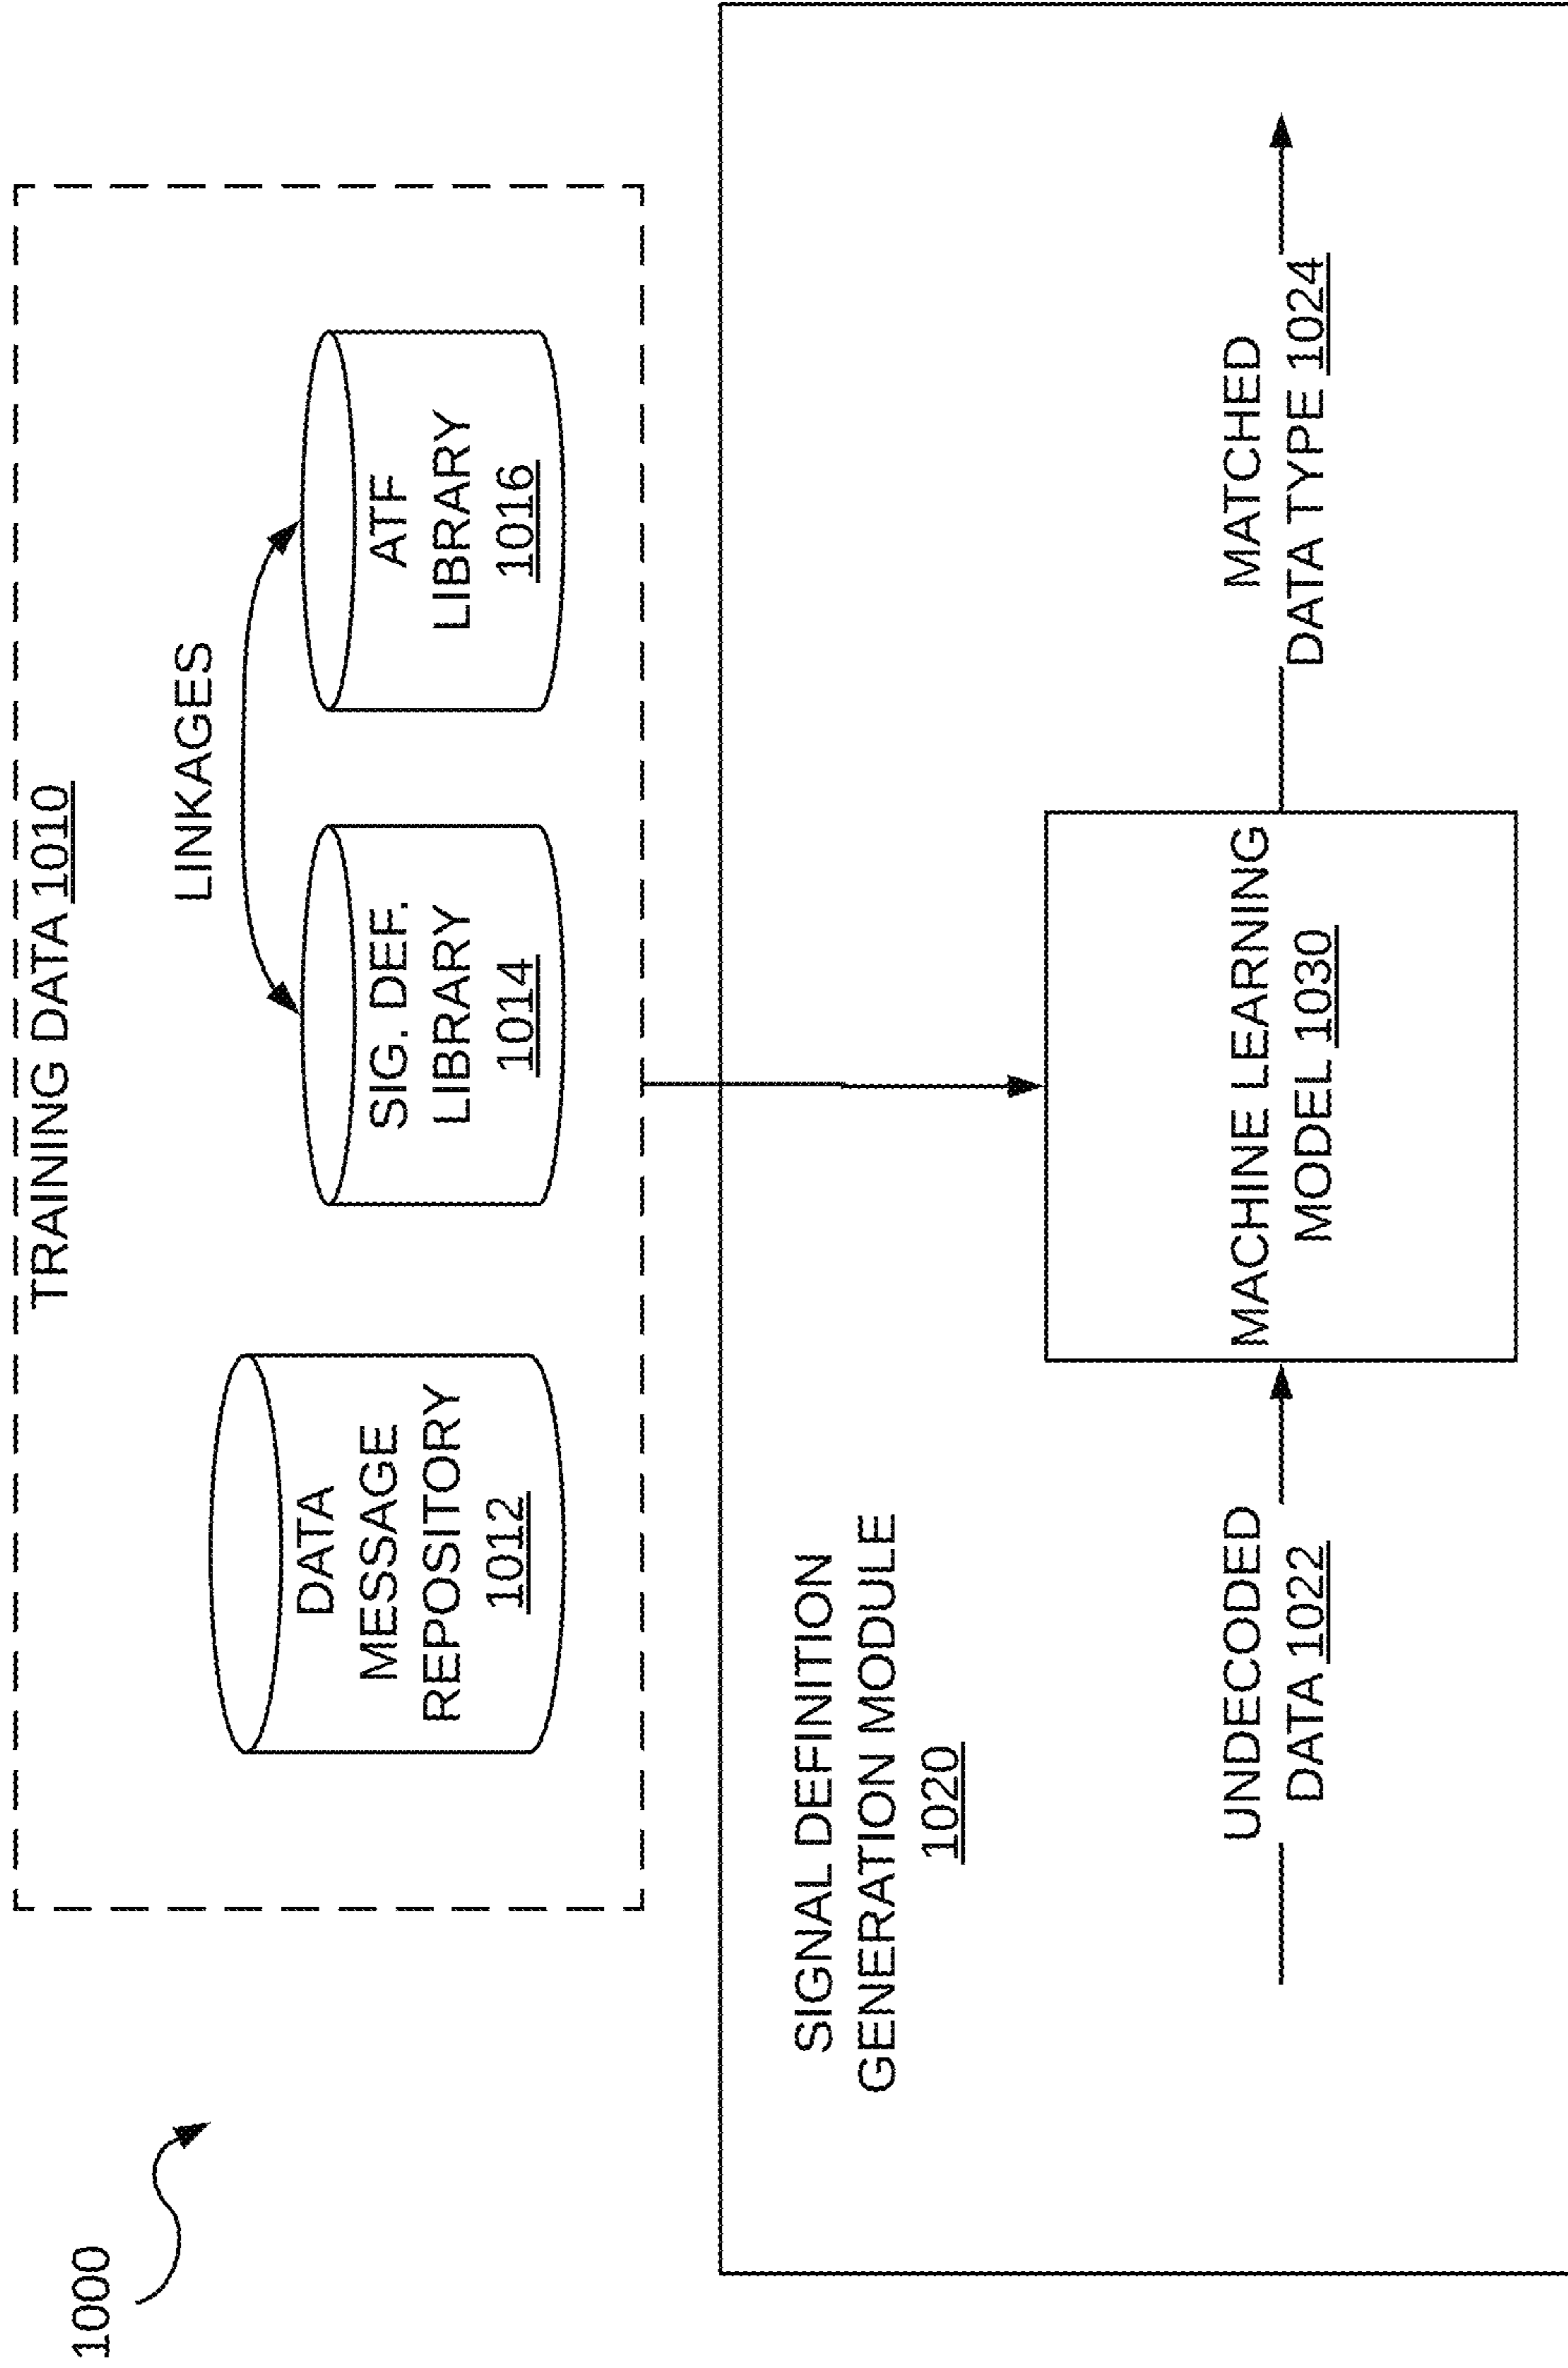 1000
TRAINING DATA 1010
LINKAGES
DATA
MESSAGE
REPOSITORY
1012
SIG. DEF.
LIBRARY
1014
ATF
LIBRARY
1016
SIGNAL DEFINITION
GENERATION MODULE
1020
UNDECODED
DATA 1022
MACHINE LEARNING
MODEL 1030
MATCHED
DATA TYPE 1024